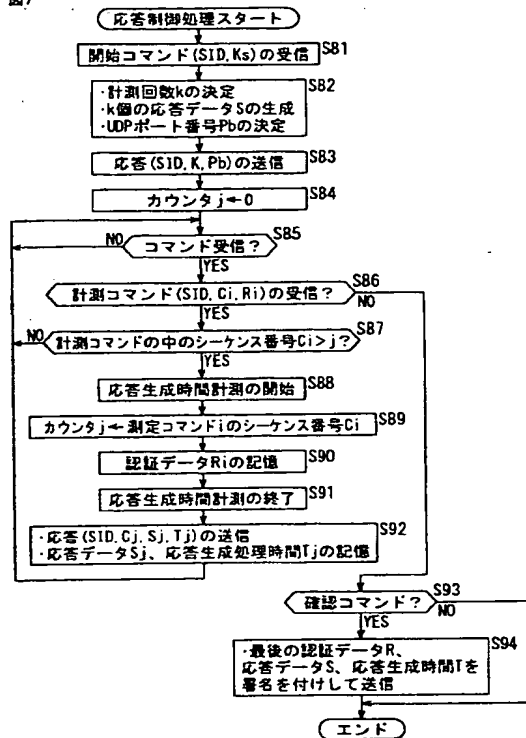 図7
応答制御処理スタート
S81
開始コマンド(SID,Ks)の受信
S82
・計測回数kの決定
・k個の応答データSの生成
・UDPポート番号Pbの決定
S83
応答(SID,K,Pb)の送信
S84
カウンタj←0
S85
NO
コマンド受信?
YES
S86
計測コマンド(SID,Ci,Ri)の受信?
NO
YES
S87
NO
計測コマンドの中のシーケンス番号Ci>j?
YES
S88
応答生成時間計測の開始
S89
カウンタj←測定コマンドiのシーケンス番号Ci
S90
認証データRiの記憶
S91
応答生成時間計測の終了
S92
・応答(SID,Cj,Sj,Tj)の送信
・応答データSj、応答生成処理時間Tjの記憶
S93
確認コマンド?
NO
YES
S94
・最後の認証データR、
応答データS、応答生成時間Tを
署名を付けして送信
エンド